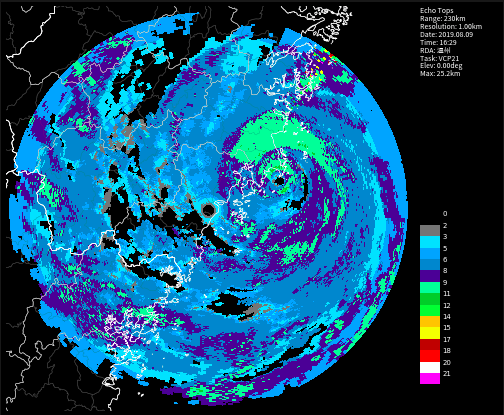 Echo Tops
Range: 230km
Resolution: 1.00km
Date: 2019.08.09
Time: 16:29
RDA: 温州
Task: VCP21
Elev: 0.00deg
Max: 25.2km
0
2
3
5
6
8
9
11
12
14
15
17
18
20
21